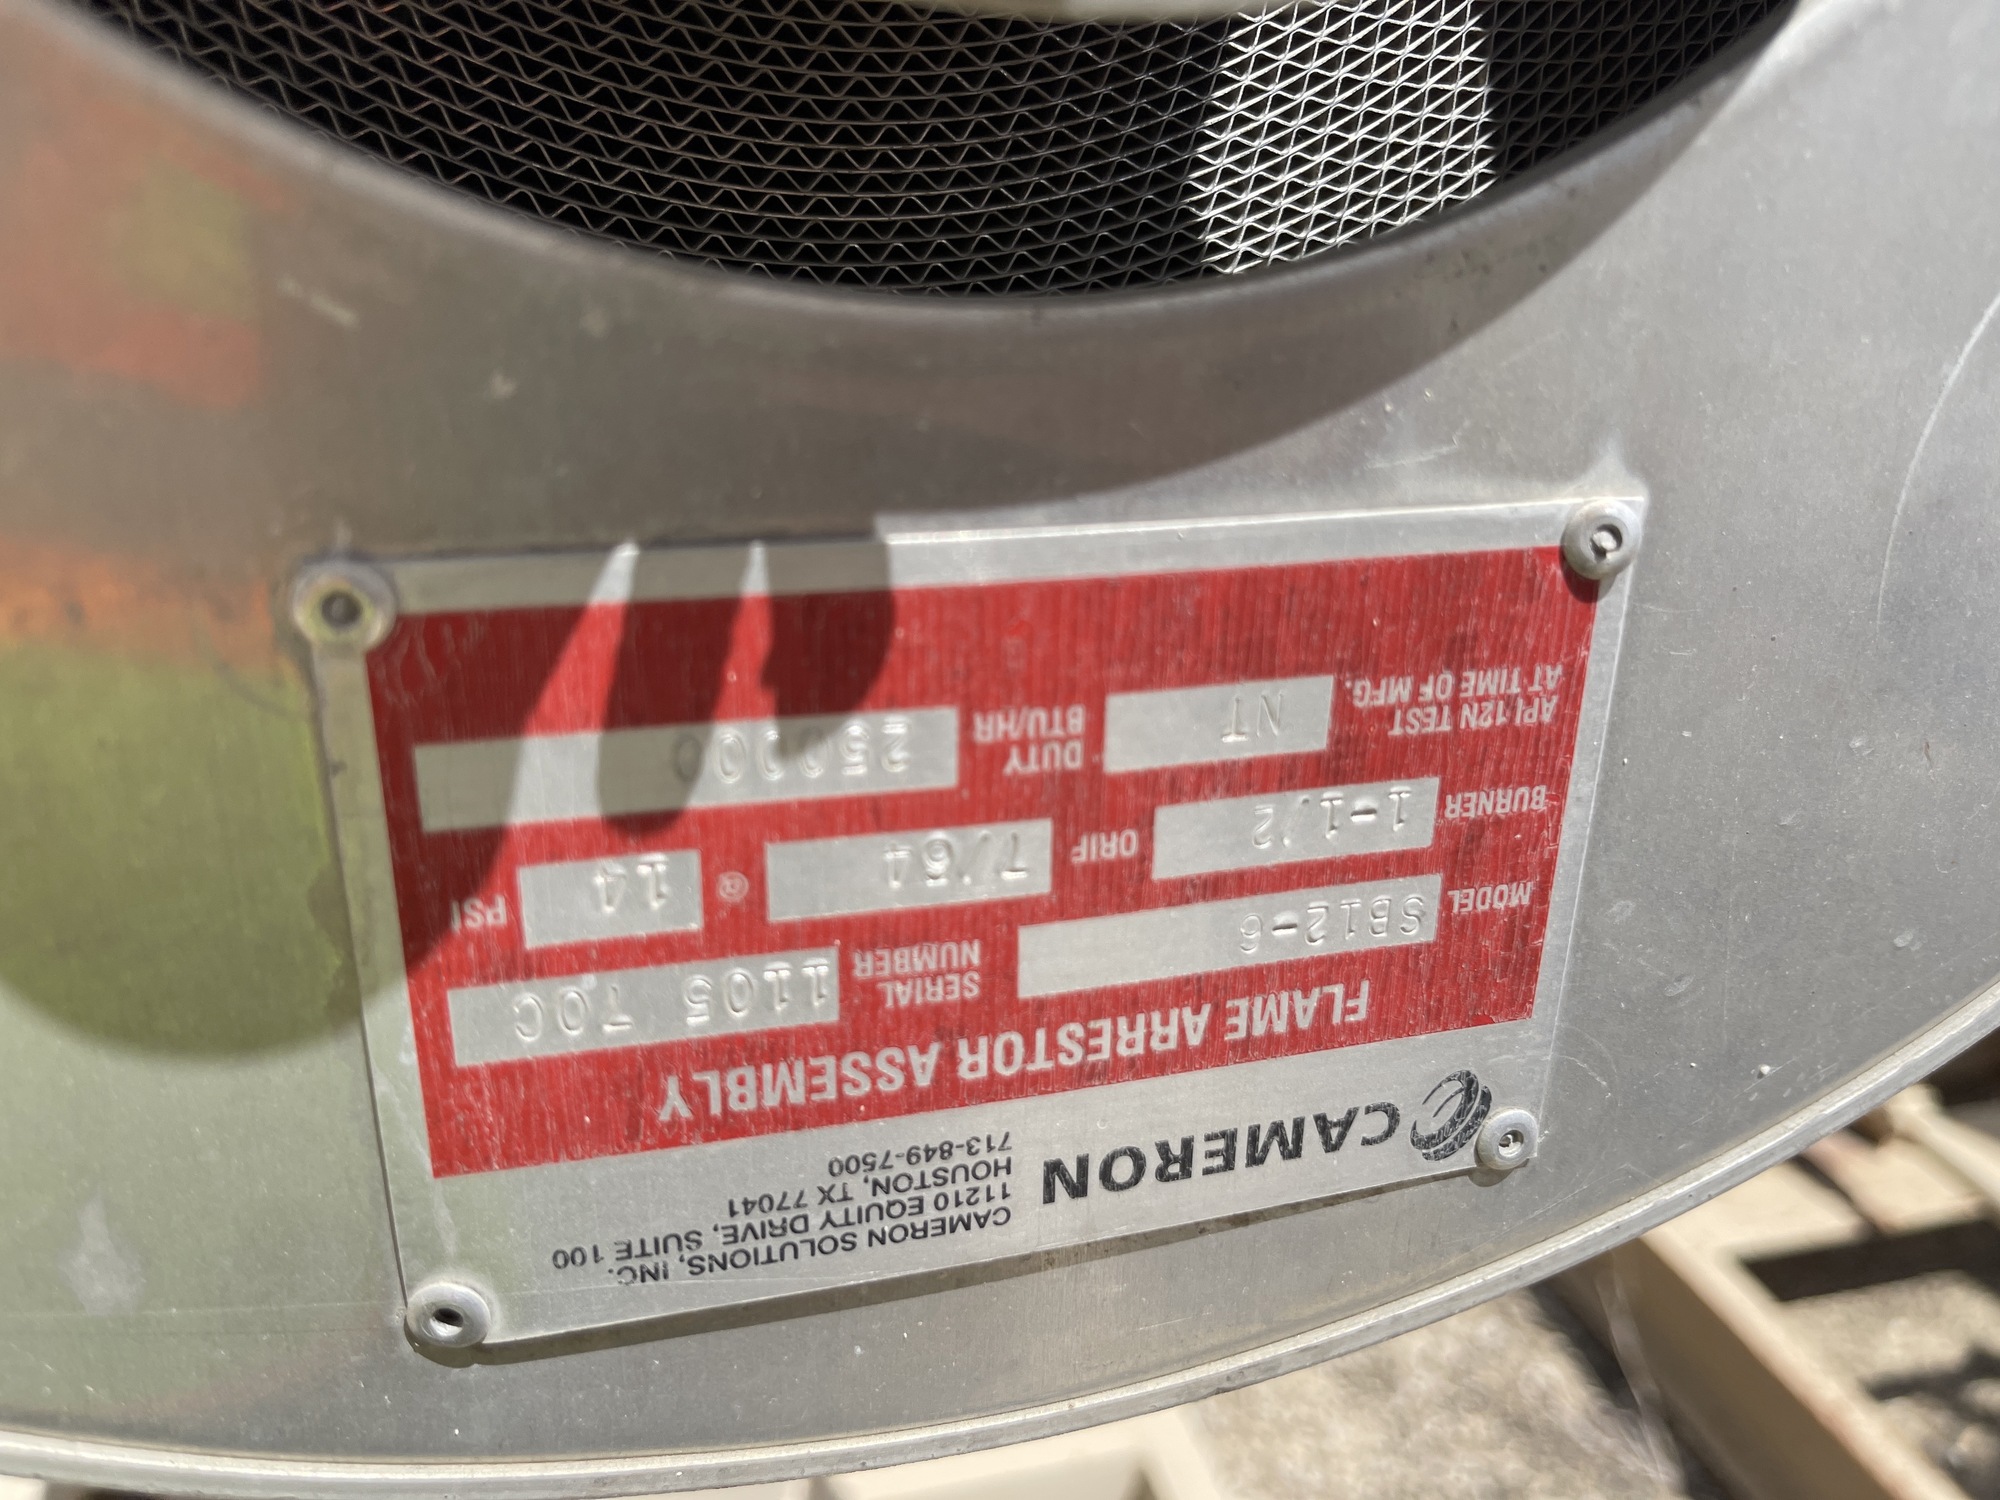 CAMERON
CAMERON SOLUTIONS, INC.
11210 EQUITY DRIVE, SUITE 100
HOUSTON, TX 77041
713-849-7500
FLAME ARRESTOR ASSEMBLY
MODEL SB12-6 SERIAL NUMBER 1105 TOC
BURNER 1-1/2 ORIF 7/64 @ 14 PSI
API 12N TEST AT TIME OF MFG. NT DUTY BTU/HR 250000